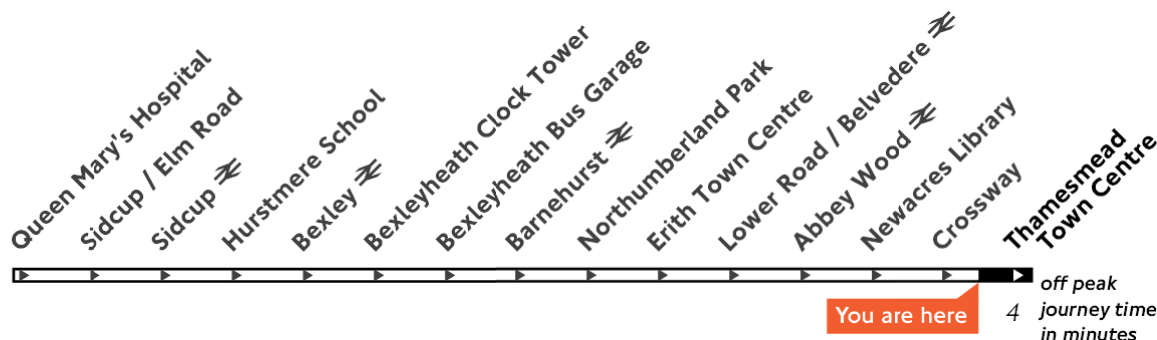 Queen Mary's Hospital
Sidcup / Elm Road
Sidcup
Hurstmere School
Bexley
Bexleyheath Clock Tower
Bexleyheath Bus Garage
Barnehurst
Northumberland Park
Erith Town Centre
Lower Road / Belvedere
Abbey Wood
Newacres Library
Crossway
Thamesmead
Town Centre
You are here
4
off peak
journey time
in minutes